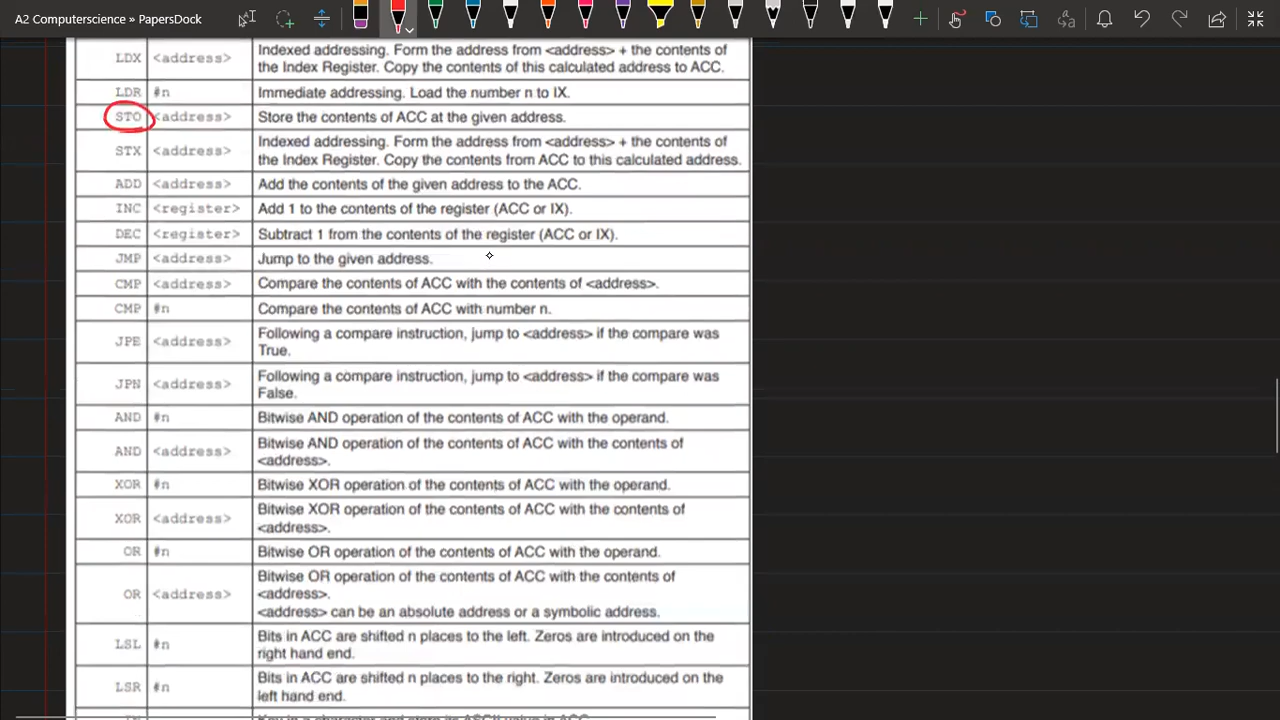 A2 Computerscience » PapersDock
LDX <address> Indexed addressing. Form the address from <address> + the contents of
the Index Register. Copy the contents of this calculated address to ACC.
LDR #n Immediate addressing. Load the number n to IX.
STO <address> Store the contents of ACC at the given address.
STX <address> Indexed addressing. Form the address from <address> + the contents of
the Index Register. Copy the contents from ACC to this calculated address.
ADD <address> Add the contents of the given address to the ACC.
INC <register> Add 1 to the contents of the register (ACC or IX).
DEC <register> Subtract 1 from the contents of the register (ACC or IX).
JMP <address> Jump to the given address.
CMP <address> Compare the contents of ACC with the contents of <address>.
CMP #n Compare the contents of ACC with number n.
JPE <address> Following a compare instruction, jump to <address> if the compare was
True.
JPN <address> Following a compare instruction, jump to <address> if the compare was
False.
AND #n Bitwise AND operation of the contents of ACC with the operand.
AND <address> Bitwise AND operation of the contents of ACC with the contents of
<address>.
XOR #n Bitwise XOR operation of the contents of ACC with the operand.
XOR <address> Bitwise XOR operation of the contents of ACC with the contents of
<address>.
OR #n Bitwise OR operation of the contents of ACC with the operand.
OR <address> Bitwise OR operation of the contents of ACC with the contents of
<address>.
<address> can be an absolute address or a symbolic address.
LSL #n Bits in ACC are shifted n places to the left. Zeros are introduced on the
right hand end.
LSR #n Bits in ACC are shifted n places to the right. Zeros are introduced on the
left hand end.